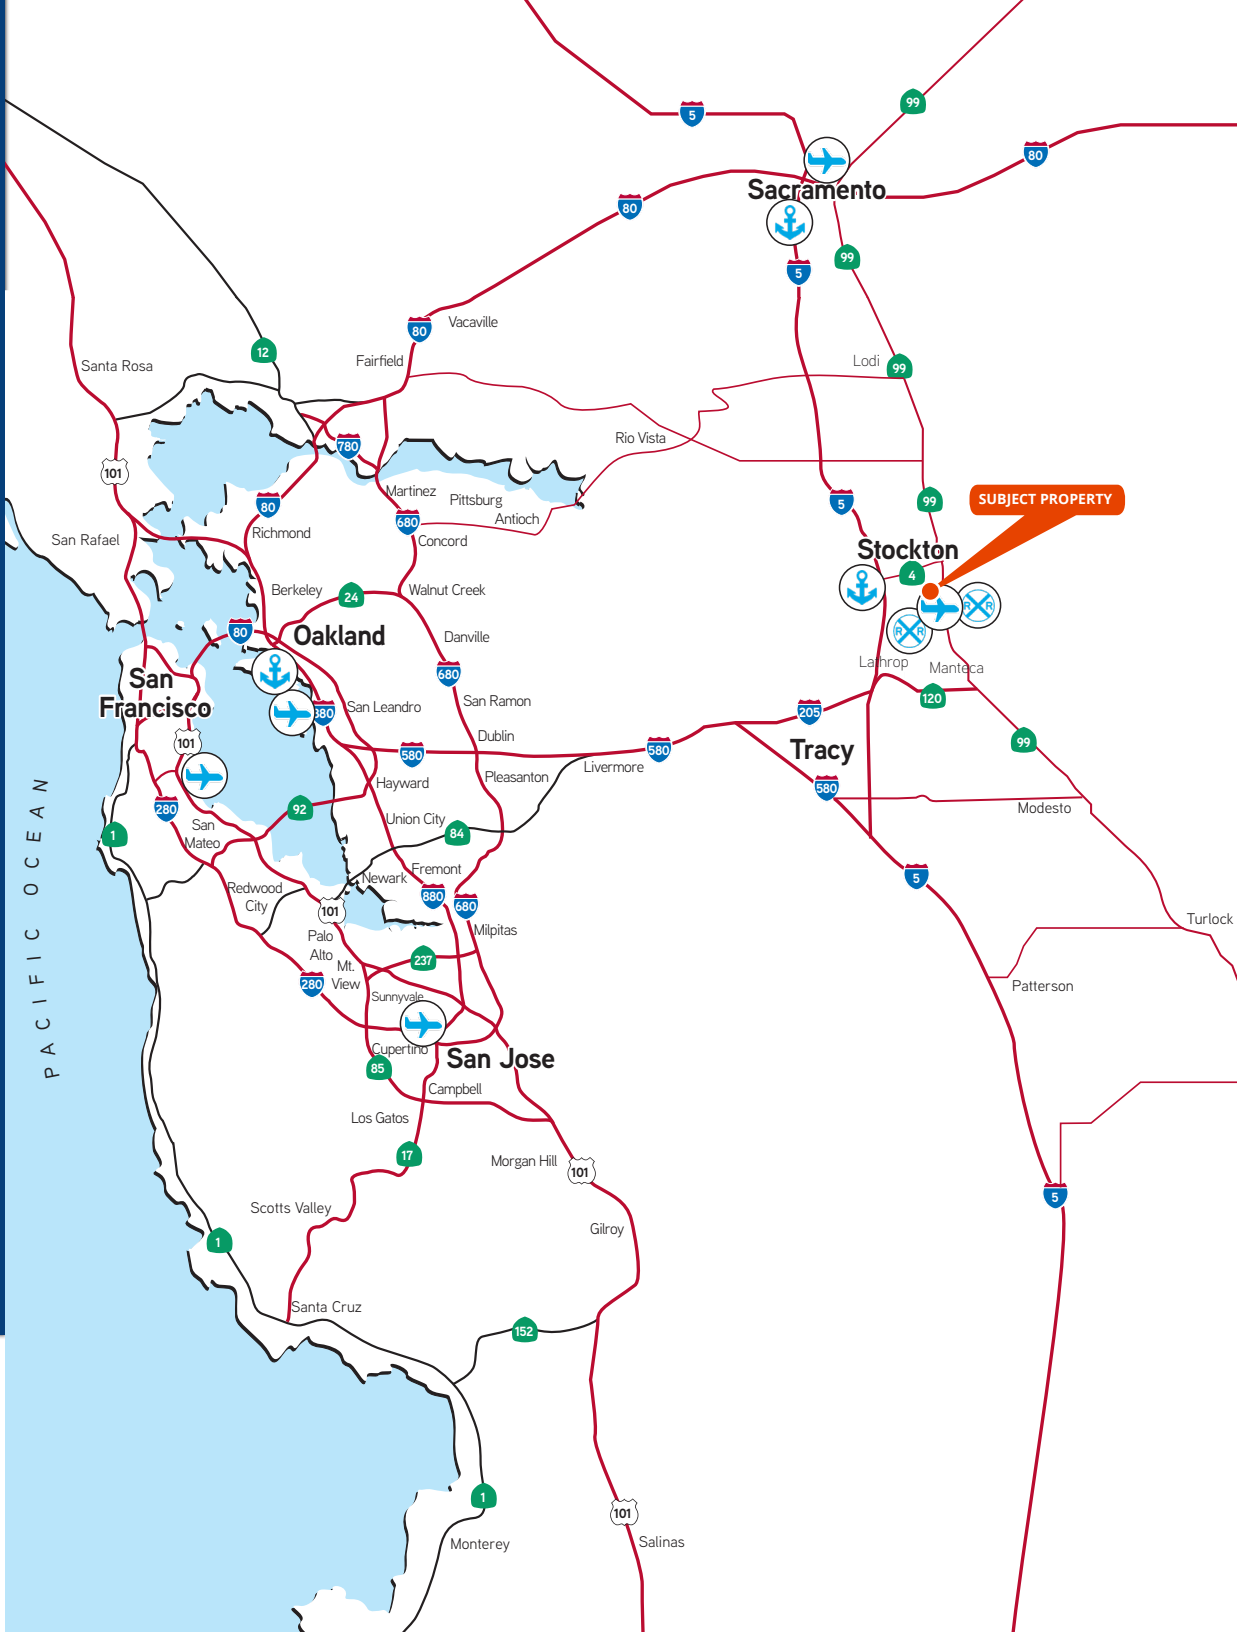 99
5
80
Sacramento
80
99
5
80
Vacaville
12
Fairfield
Lodi
99
Santa Rosa
Rio Vista
780
101
Martinez
Pittsburg
80
5
99
SUBJECT PROPERTY
680
Antioch
Richmond
San Rafael
Concord
Stockton
4
Berkeley
24
Walnut Creek
R R
R R
80
Oakland
Danville
Lathrop
Manteca
680
San
Francisco
San Ramon
120
880
San Leandro
205
101
Dublin
580
580
99
Tracy
Livermore
Pleasanton
Hayward
580
280
92
Modesto
1
San
Mateo
Union City
84
PACIFIC OCEAN
Fremont
Newark
5
Redwood
City
880
680
101
Turlock
Milpitas
Palo
Alto
237
Mt.
View
280
Sunnyvale
Patterson
Cupertino
San Jose
85
Campbell
Los Gatos
17
Morgan Hill
101
5
Scotts Valley
Gilroy
1
Santa Cruz
152
1
101
Monterey
Salinas